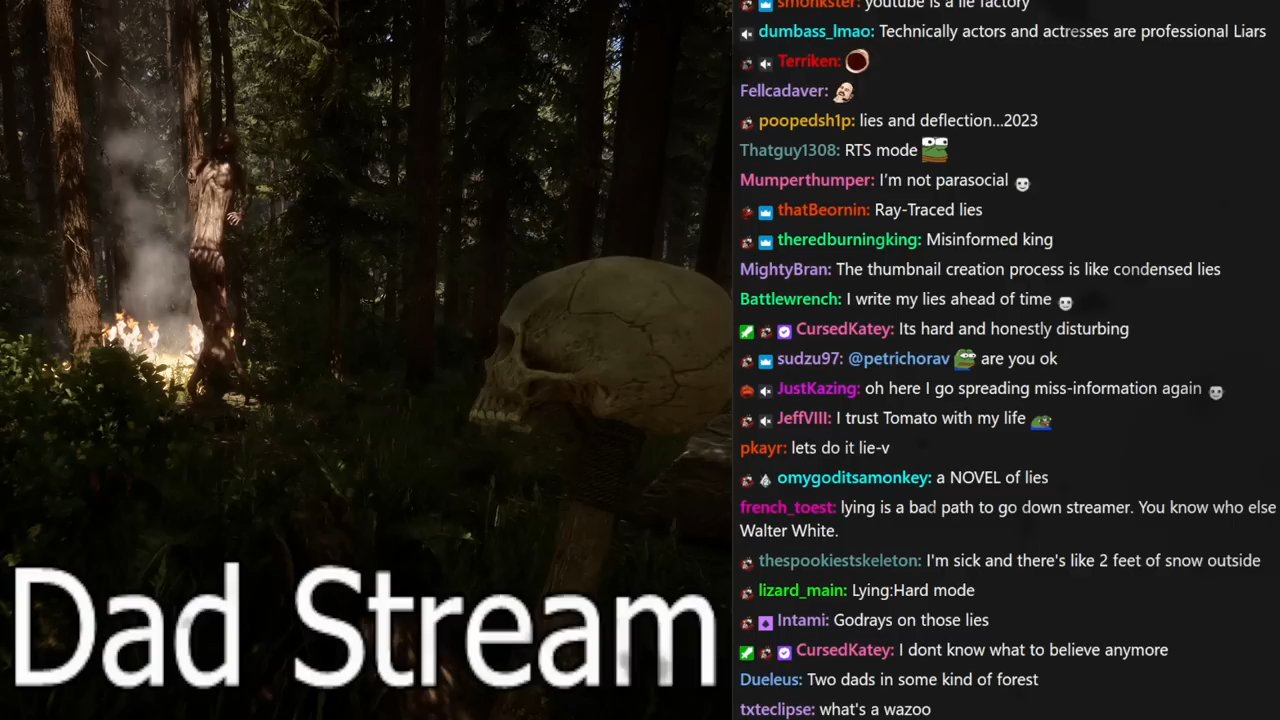 smonkster: youtube is a lie factory
dumbass_lmao: Technically actors and actresses are professional Liars
Terriken:
Fellcadaver:
poopedsh1p: lies and deflection...2023
Thatguy1308: RTS mode
Mumperthumper: I'm not parasocial
thatBeornin: Ray-Traced lies
theredburningking: Misinformed king
MightyBran: The thumbnail creation process is like condensed lies
Battlewrench: I write my lies ahead of time
CursedKatey: Its hard and honestly disturbing
sudzu97: @petrichorav are you ok
JustKazing: oh here I go spreading miss-information again
JeffVIII: I trust Tomato with my life
pkayr: lets do it lie-v
omygoditsamonkey: a NOVEL of lies
french_toest: lying is a bad path to go down streamer. You know who else
Walter White.
thespookiestskeleton: I'm sick and there's like 2 feet of snow outside
lizard_main: Lying:Hard mode
Intami: Godrays on those lies
CursedKatey: I dont know what to believe anymore
Dueleus: Two dads in some kind of forest
txteclipse: what's a wazoo
Dad Stream